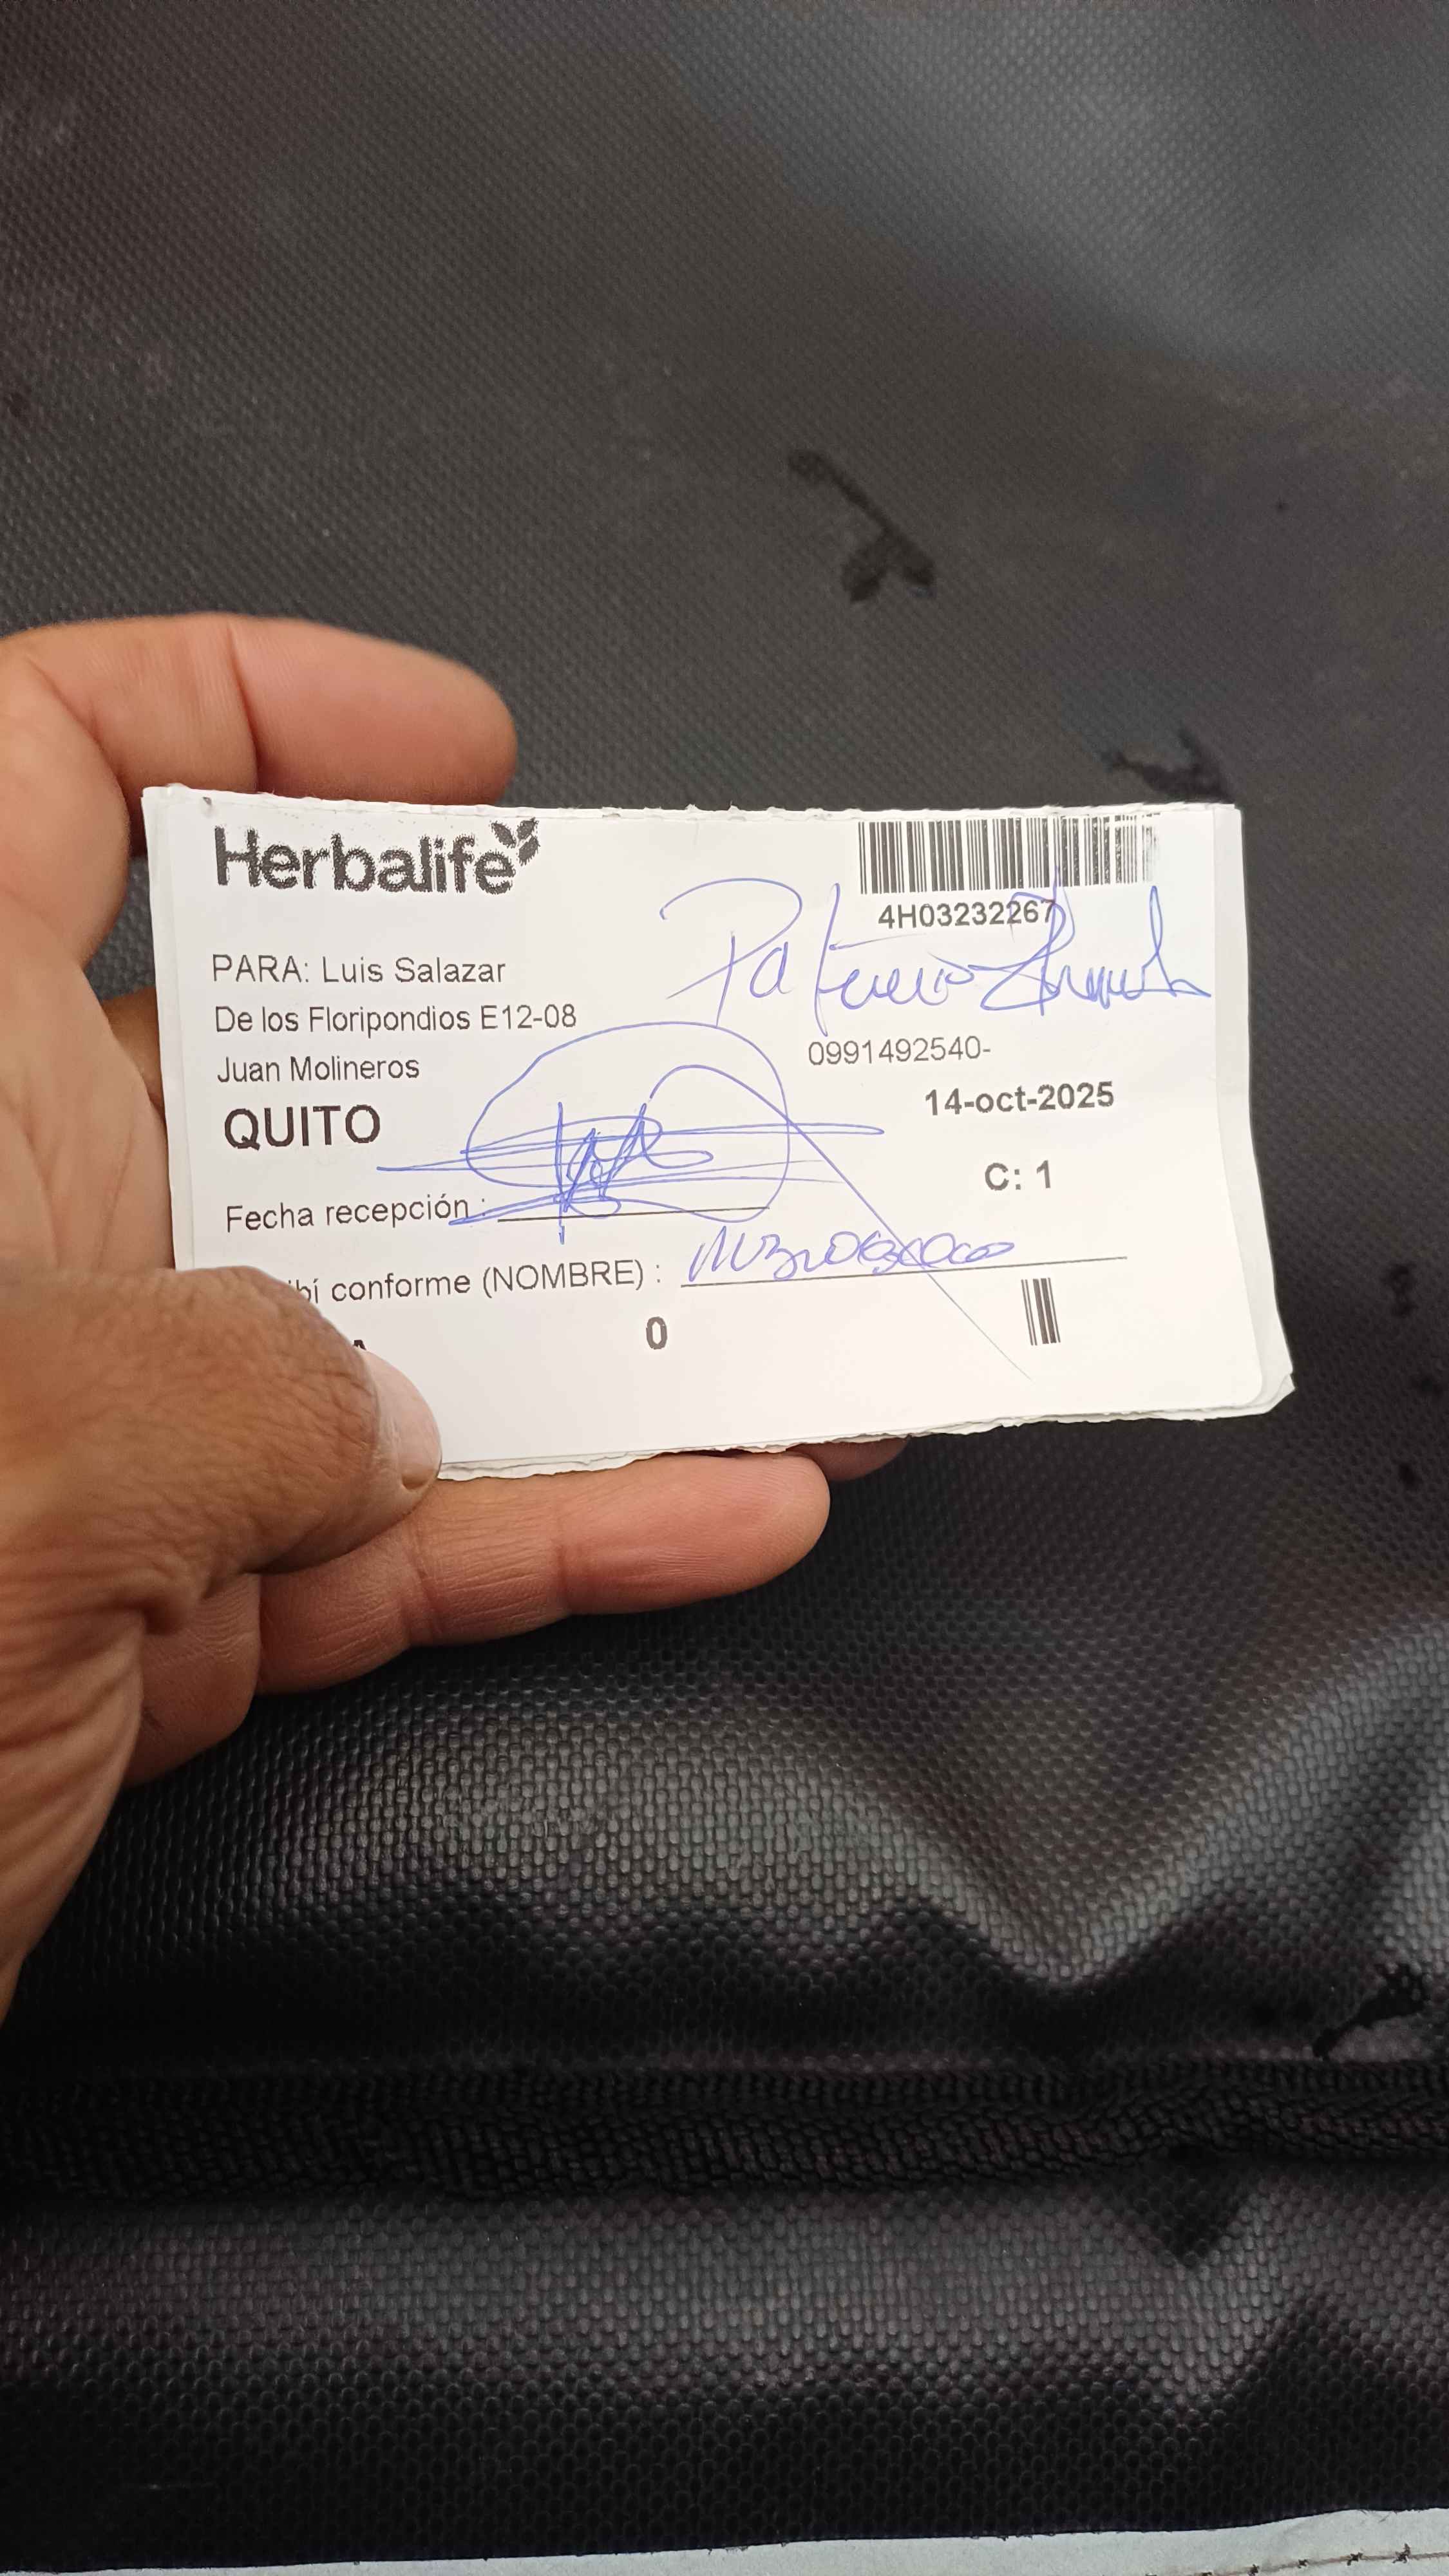 Herbalife
4H03232267
PARA: Luis Salazar
De los Floripondios E12-08
0991492540-
Juan Molineros
14-oct-2025
QUITO
C: 1
Fecha recepción :
bí conforme (NOMBRE) :
0